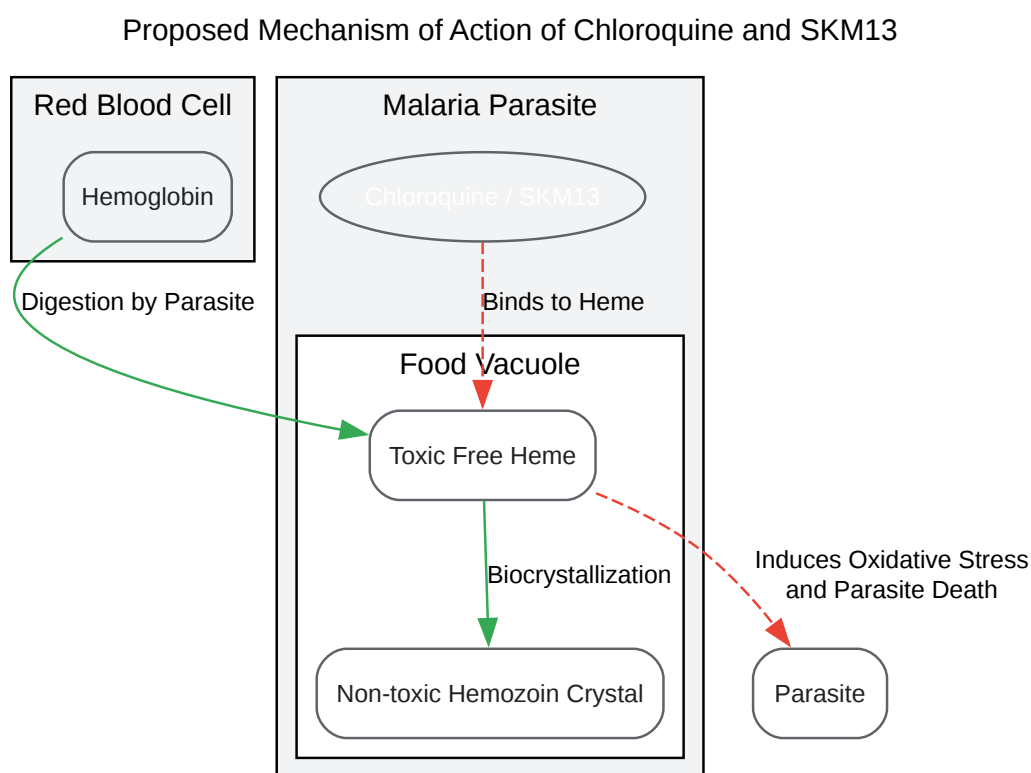 Proposed Mechanism of Action of Chloroquine and SKM13
Red Blood Cell
Malaria Parasite
Hemoglobin
Chloroquine / SKM13
Digestion by Parasite
Binds to Heme
Food Vacuole
Toxic Free Heme
Induces Oxidative Stress
and Parasite Death
Biocrystallization
Non-toxic Hemozoin Crystal
Parasite